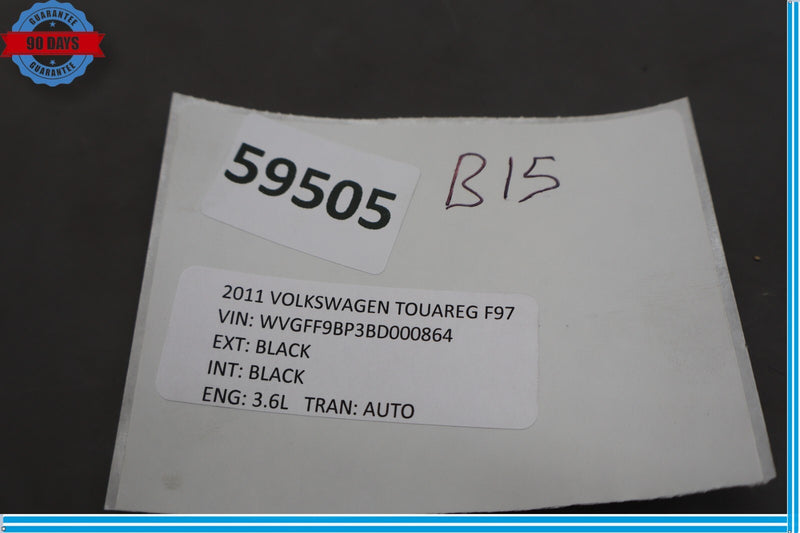 GUARANTEE
90 DAYS
GUARANTEE
59505
B15
2011 VOLKSWAGEN TOUAREG F97
VIN: WVGFF9BP3BD000864
EXT: BLACK
INT: BLACK
ENG: 3.6L TRAN: AUTO